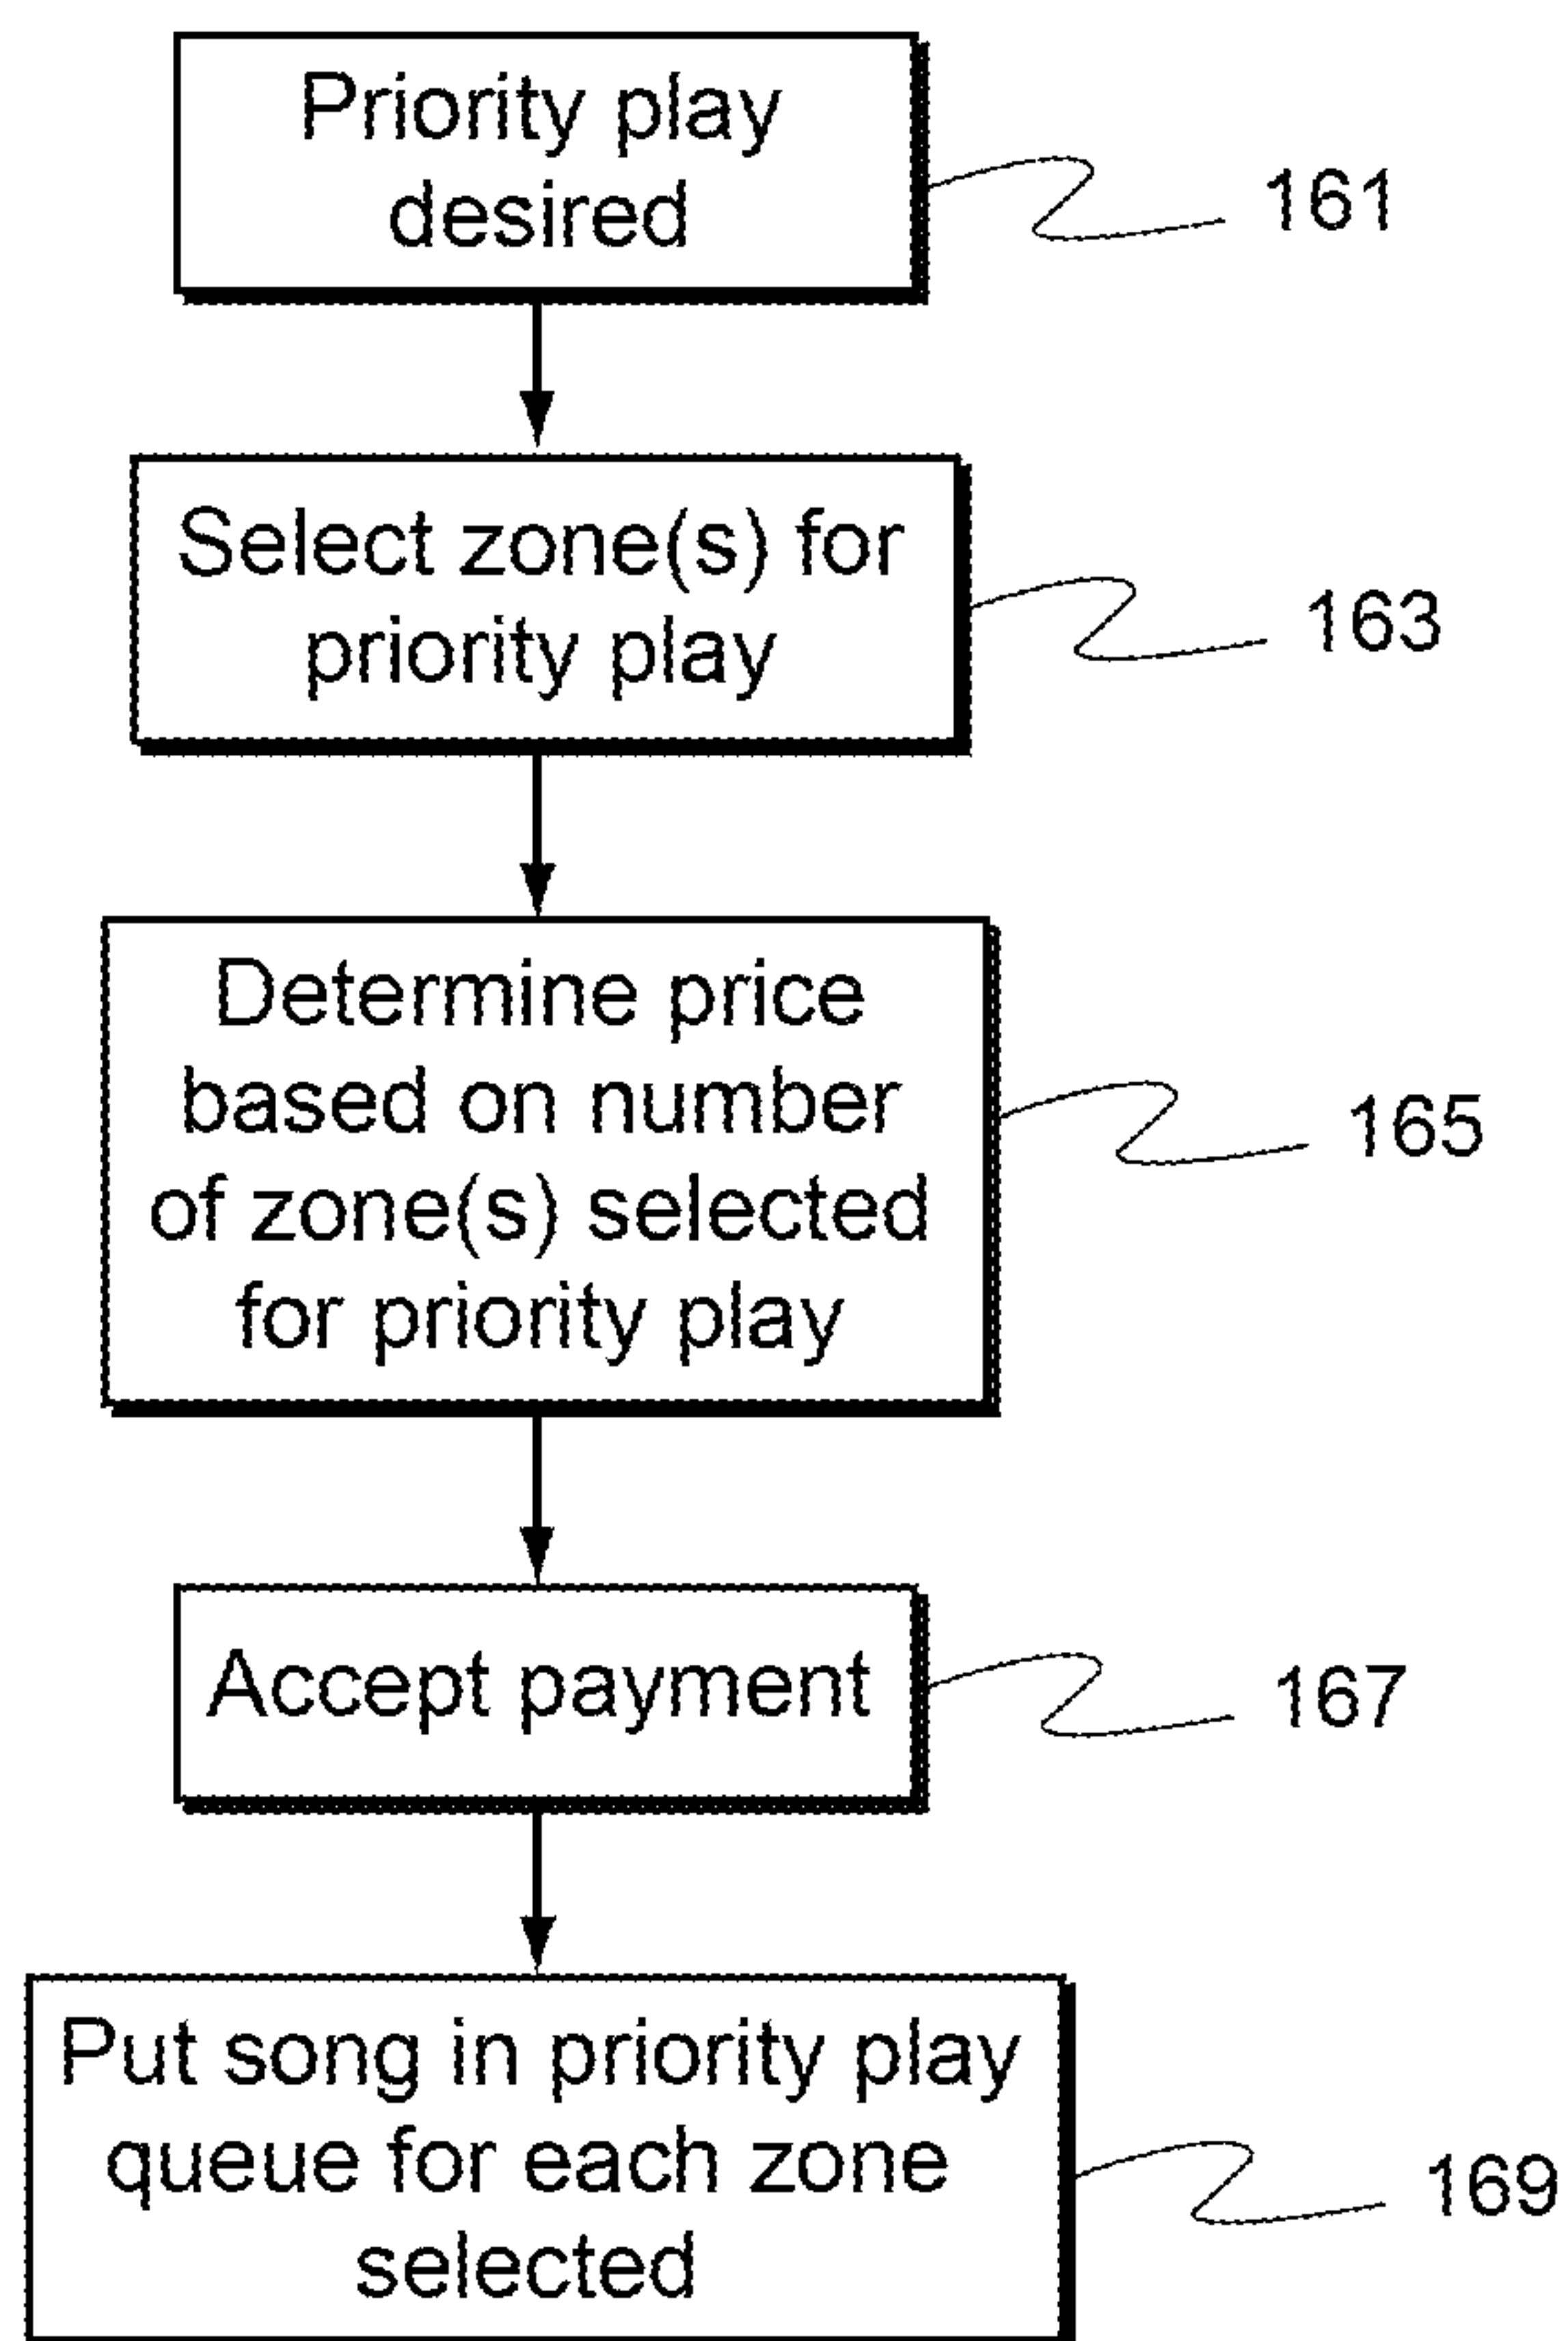 Priority play
desired
161
Select zone(s) for
priority play
163
Determine price
based on number
of zone(s) selected
for priority play
165
Accept payment
167
Put song in priority play
queue for each zone
selected
169